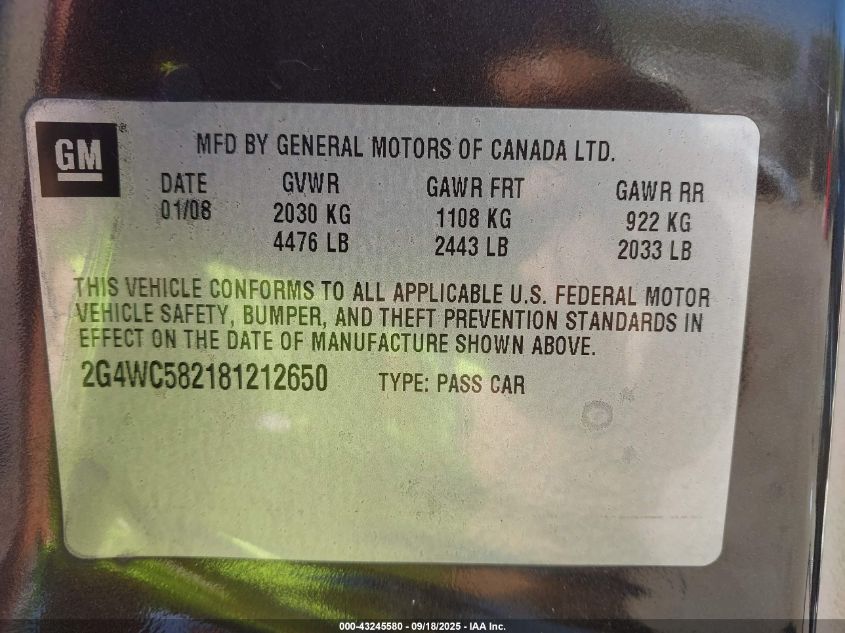 GM
MFD BY GENERAL MOTORS OF CANADA LTD.
DATE GVWR GAWR FRT GAWR RR
01/08 2030 KG 1108 KG 922 KG
4476 LB 2443 LB 2033 LB
THIS VEHICLE CONFORMS TO ALL APPLICABLE U.S. FEDERAL MOTOR
VEHICLE SAFETY, BUMPER, AND THEFT PREVENTION STANDARDS IN
EFFECT ON THE DATE OF MANUFACTURE SHOWN ABOVE.
2G4WC582181212650 TYPE: PASS CAR
000-43245580 - 09/18/2025 - IAA Inc.